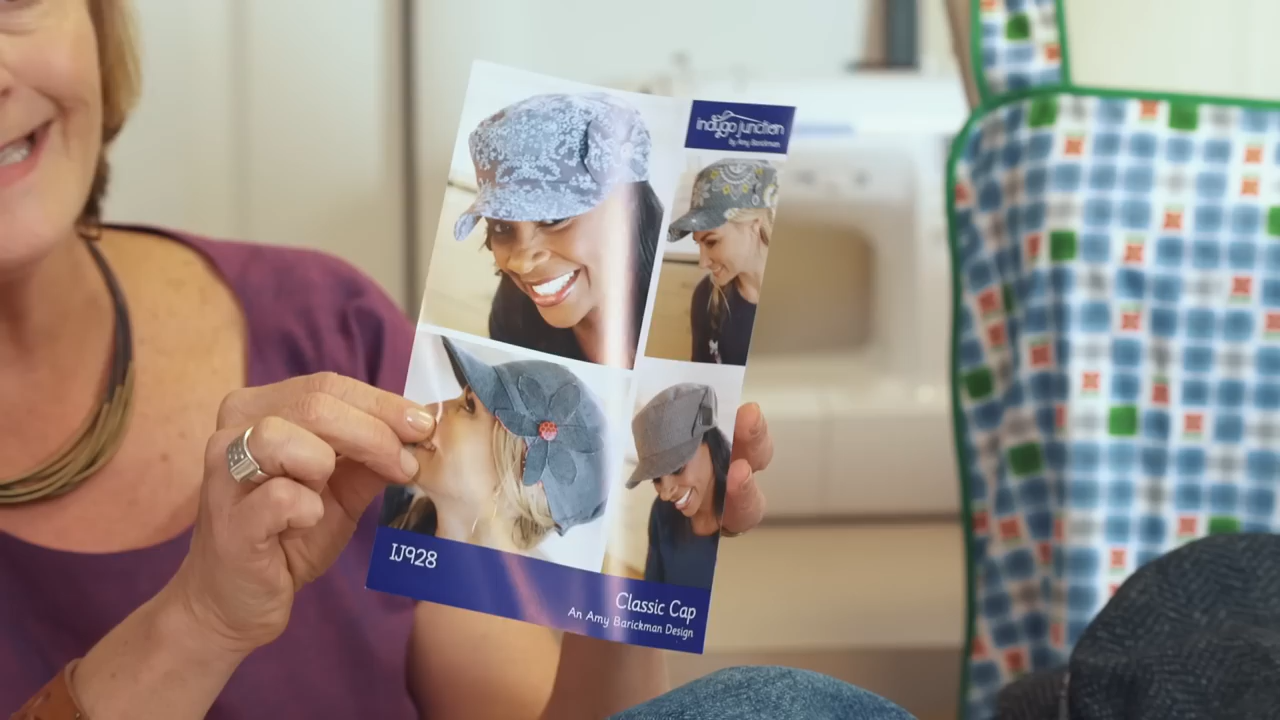 indygo junction
by Amy Barickman
IJ928
Classic Cap
An Amy Barickman Design